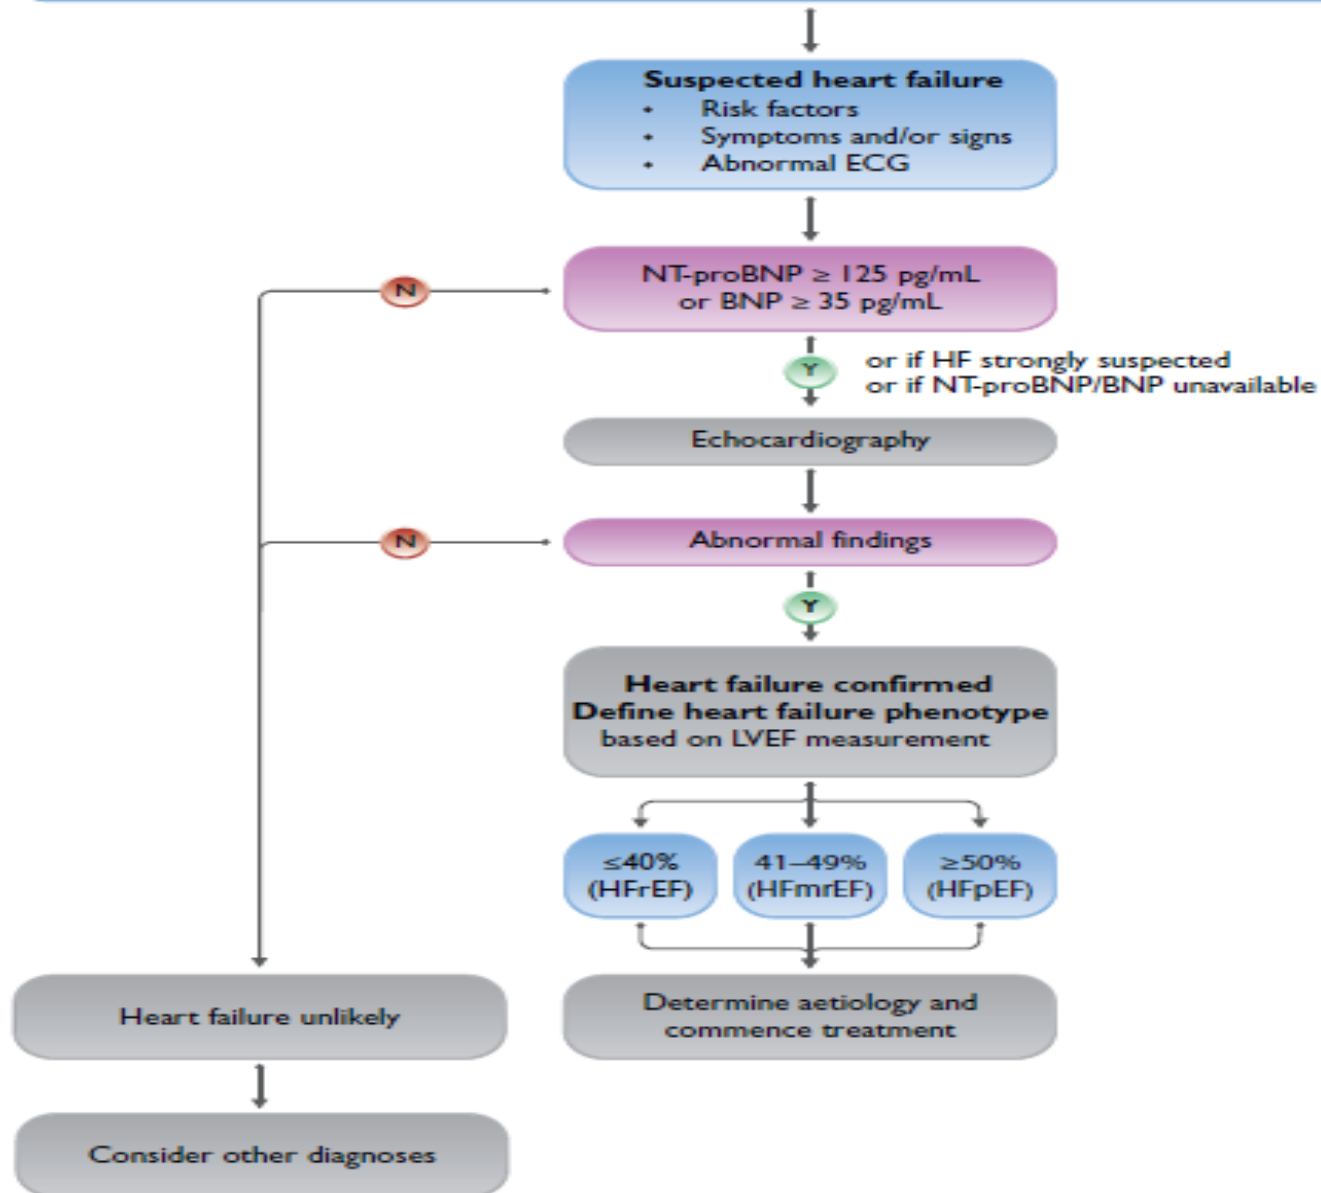 Suspected heart failure
• Risk factors
• Symptoms and/or signs
• Abnormal ECG
NT-proBNP ≥ 125 pg/mL
or BNP ≥ 35 pg/mL
N
Y
or if HF strongly suspected
or if NT-proBNP/BNP unavailable
Echocardiography
Abnormal findings
N
Y
Heart failure confirmed
Define heart failure phenotype
based on LVEF measurement
≤40%
(HFrEF)
41–49%
(HFmrEF)
≥50%
(HFpEF)
Heart failure unlikely
Determine aetiology and
commence treatment
Consider other diagnoses